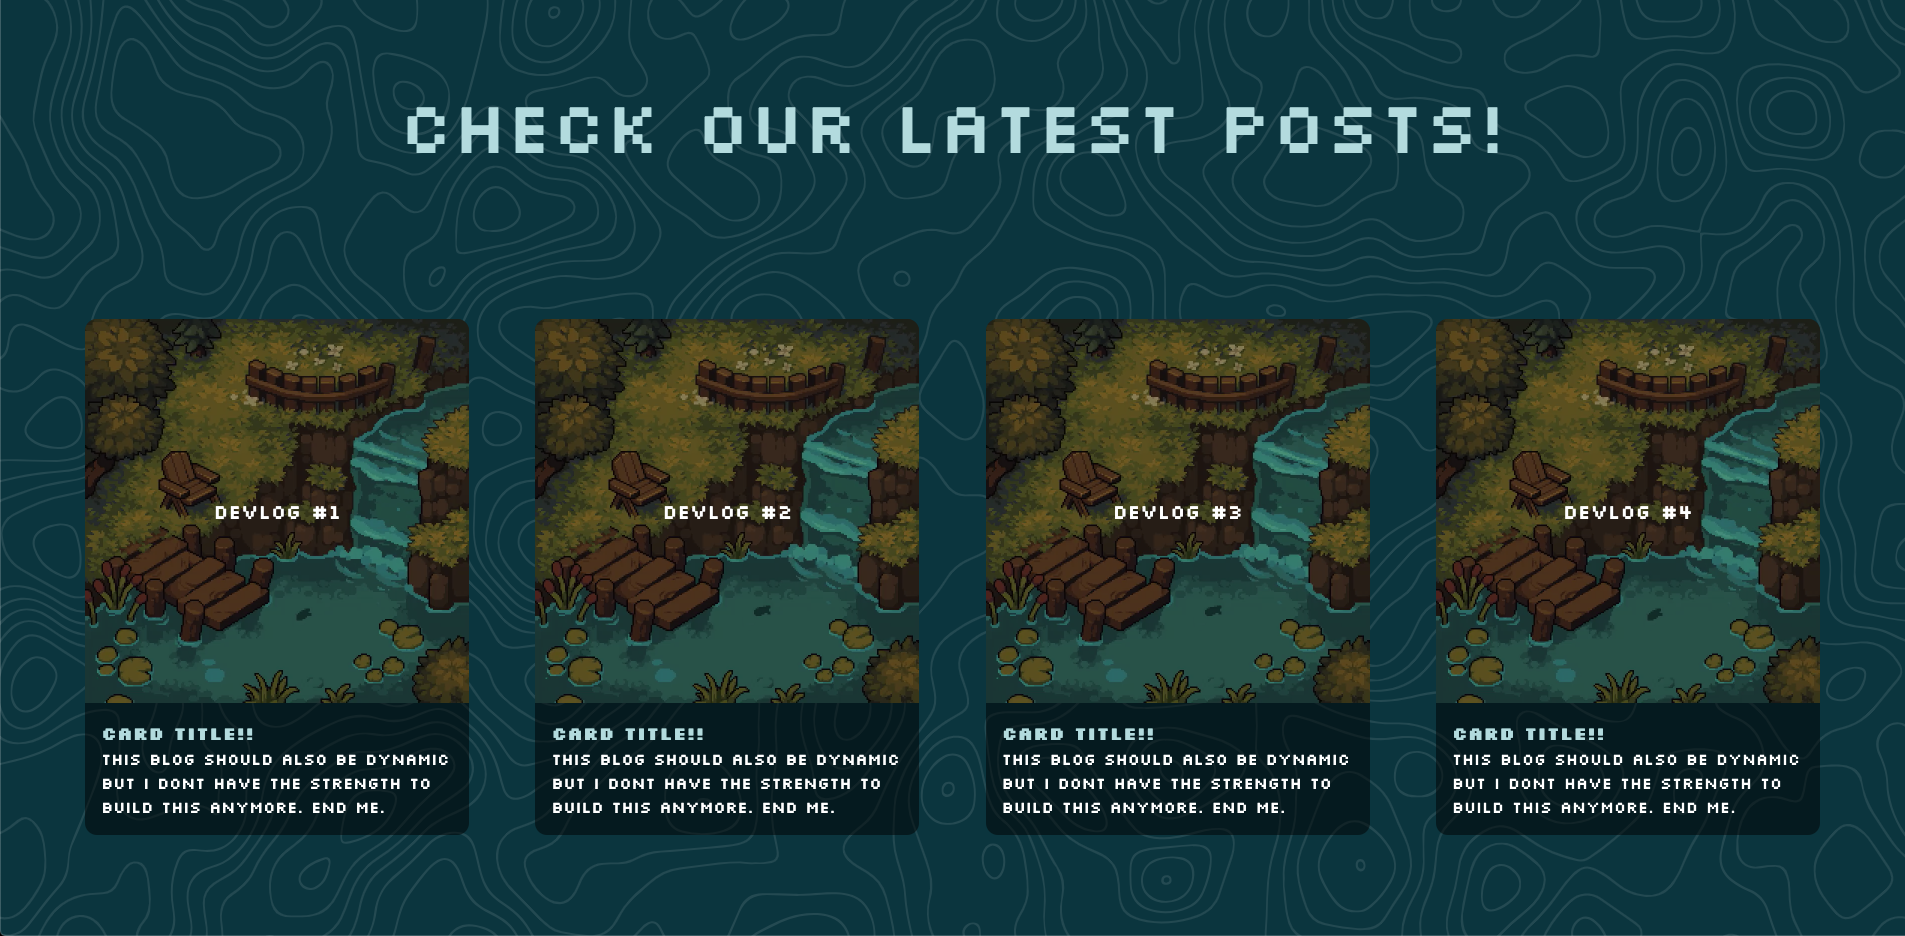 CHECK OUR LATEST POSTS!
DEVLOG #1
DEVLOG #2
DEVLOG #3
DEVLOG #4
CARD TITLE!!
THIS BLOG SHOULD ALSO BE DYNAMIC
BUT I DONT HAVE THE STRENGTH TO
BUILD THIS ANYMORE. END ME.
CARD TITLE!!
THIS BLOG SHOULD ALSO BE DYNAMIC
BUT I DONT HAVE THE STRENGTH TO
BUILD THIS ANYMORE. END ME.
CARD TITLE!!
THIS BLOG SHOULD ALSO BE DYNAMIC
BUT I DONT HAVE THE STRENGTH TO
BUILD THIS ANYMORE. END ME.
CARD TITLE!!
THIS BLOG SHOULD ALSO BE DYNAMIC
BUT I DONT HAVE THE STRENGTH TO
BUILD THIS ANYMORE. END ME.